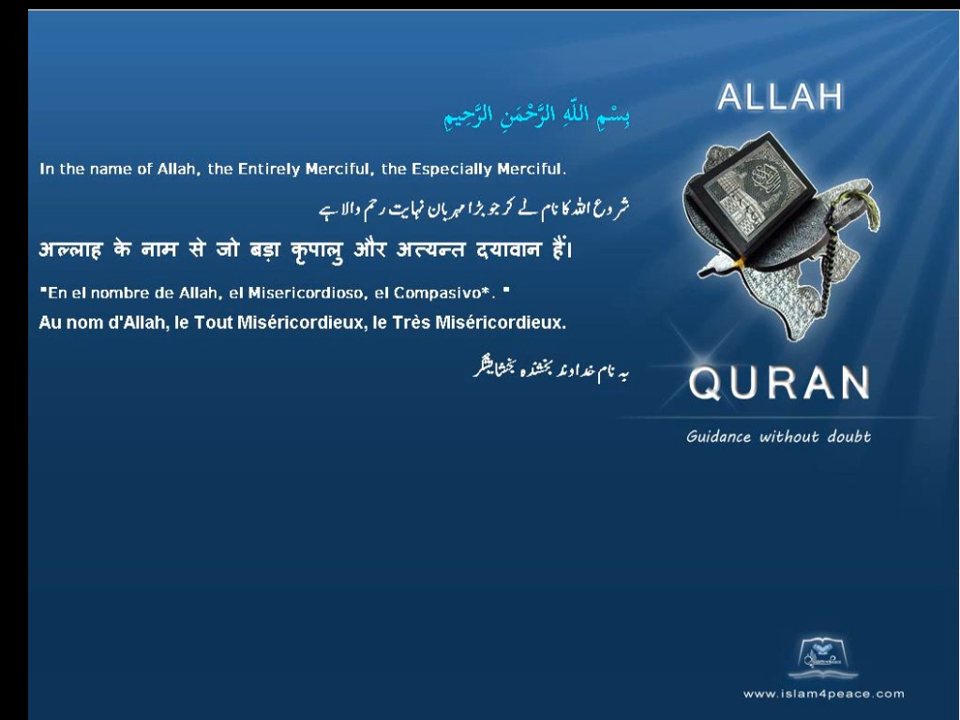 بِسْمِ اللَّهِ الرَّحْمَنِ الرَّحِيمِ
In the name of Allah, the Entirely Merciful, the Especially Merciful.
شروع الله کا نام لے کر جو بڑا مہربان نہایت رحم والا ہے
अल्लाह के नाम से जो बड़ा कृपालु और अत्यन्त दयावान हैं।
"En el nombre de Allah, el Misericordioso, el Compasivo*. "
Au nom d'Allah, le Tout Miséricordieux, le Très Miséricordieux.
به نام خداوند بخشنده بخشایشگر
ALLAH
QURAN
Guidance without doubt
www.islam4peace.com